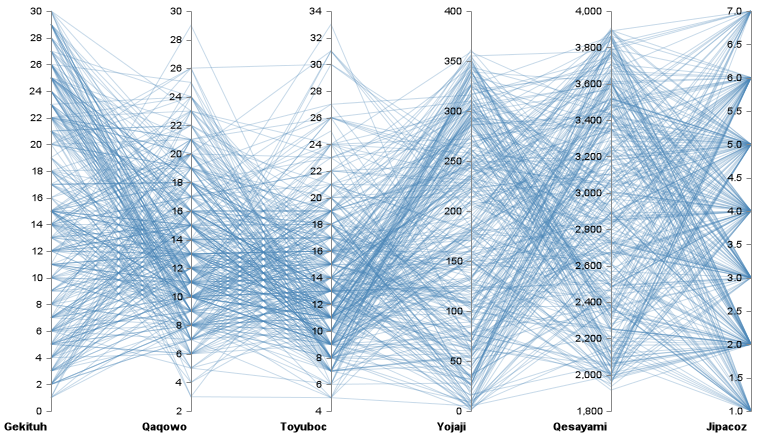 30 30 34 400 4,000 7.0
28 28 32 350 3,800 6.5
26 26 30 300 3,600 6.0
24 24 28 250 3,400 5.5
22 22 26 200 3,200 5.0
20 20 24 150 3,000 4.5
18 18 22 100 2,800 4.0
16 16 20 50 2,600 3.5
14 14 18 0 2,400 3.0
12 12 16 2,200 2.5
10 10 14 2,000 2.0
8 8 12 1,800 1.5
6 6 10 1.0
4 4 8
2 2 6
0 4
Gekituh Qaqowo Toyuboc Yojaji Qesayami Jipacoz